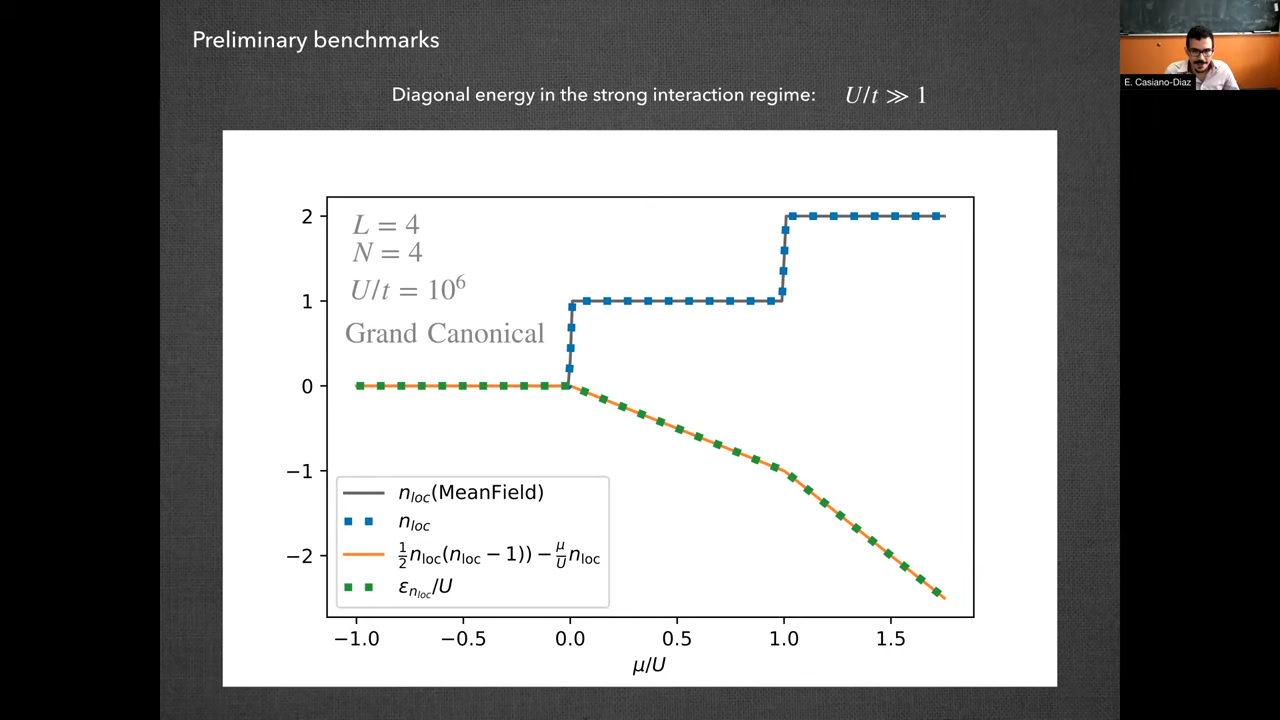 Preliminary benchmarks
E. Casiano-Diaz
Diagonal energy in the strong interaction regime: U/t ≫ 1
2
1
0
−1
−2
L = 4
N = 4
U/t = 10⁶
Grand Canonical
n_loc(MeanField)
n_loc
½n_loc(n_loc − 1)) − μ/U n_loc
ε_{n_loc}/U
−1.0 −0.5 0.0 0.5 1.0 1.5
μ/U